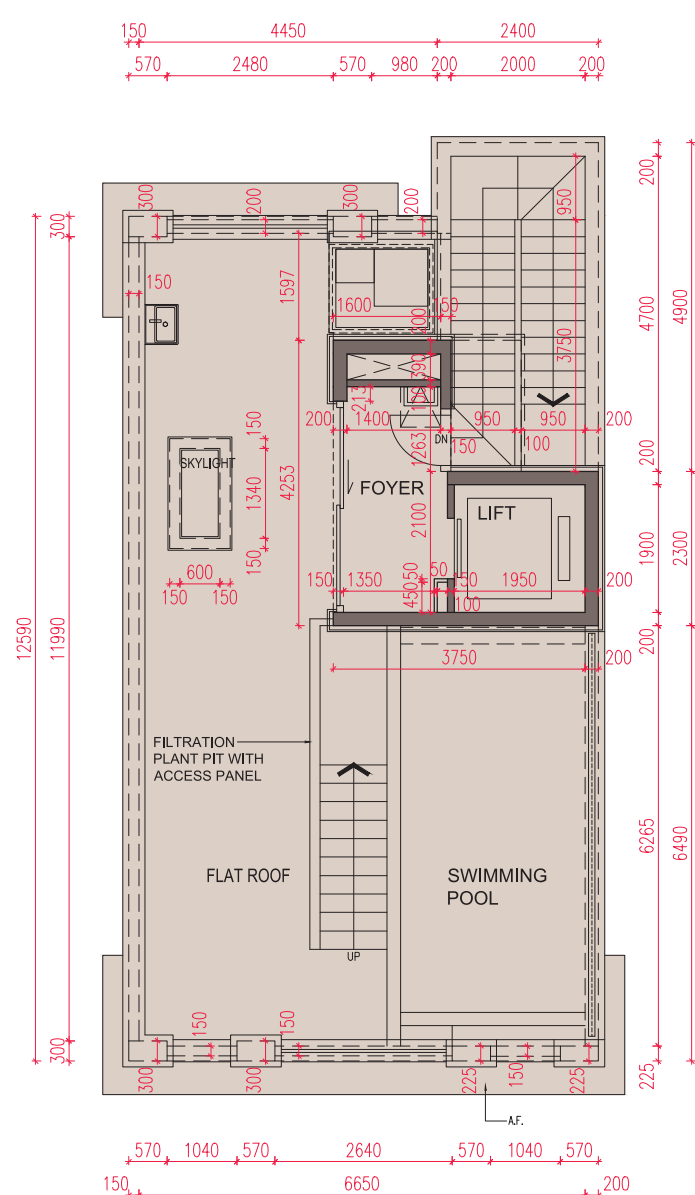 150 4450 2400
570 2480 570 980 200 2000 200
300 200 300 200
950
200
300
150
1597
1600 150
200
390
100
213
3750
4700
4900
12590
11990
150
SKYLIGHT
1340
4253
200 1400
1263
DN
150
950
100
950
200
200
FOYER
LIFT
2100
1900
2300
150
600
150 150
150 1350
50
450
50
150
100
1950
200
200
3750
200
FILTRATION
PLANT PIT WITH
ACCESS PANEL
6265
6490
FLAT ROOF
SWIMMING
POOL
UP
150 150
300
300 300 225 150 225
225
A.F.
570 1040 570 2640 570 1040 570
150 6650 200